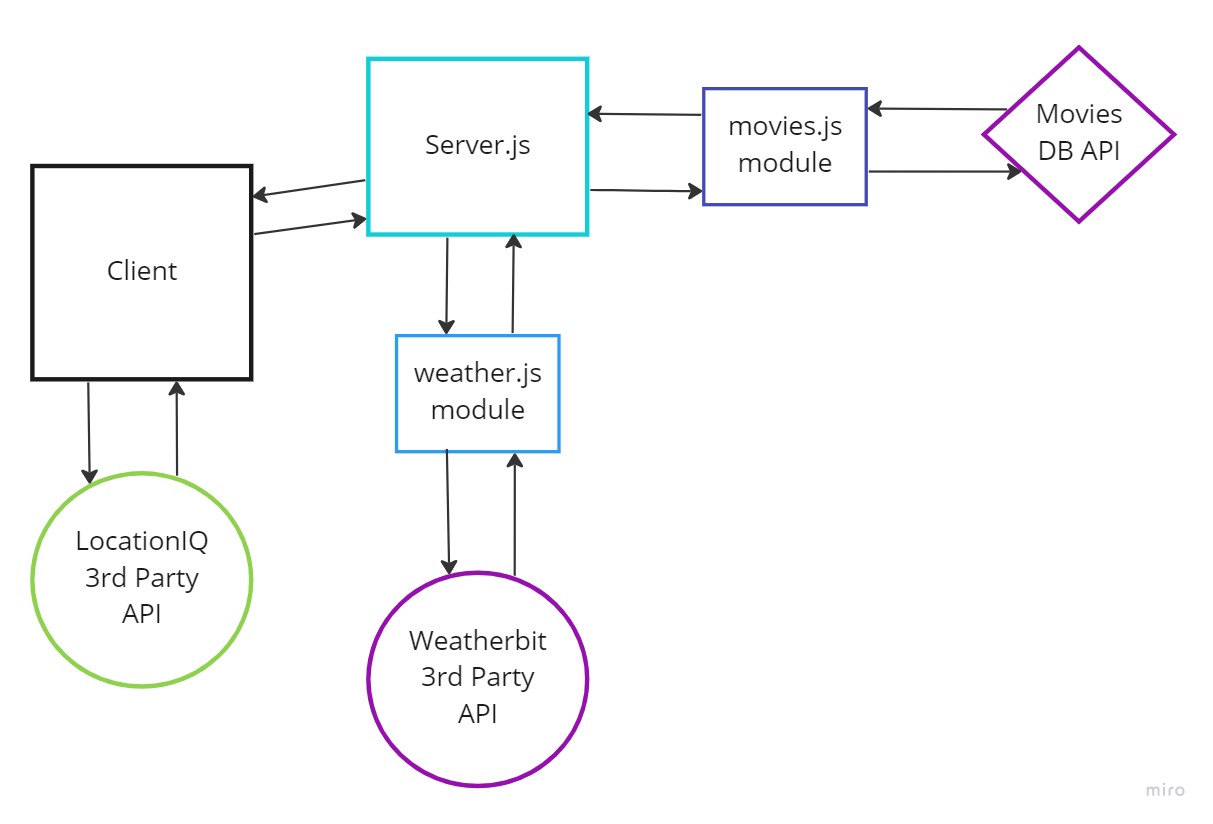 Server.js
movies.js
module
Movies
DB API
Client
weather.js
module
LocationIQ
3rd Party
API
Weatherbit
3rd Party
API
miro